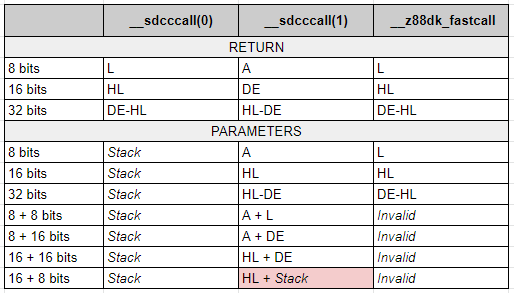 __sdcccall(0) __sdcccall(1) __z88dk_fastcall
RETURN
8 bits L A L
16 bits HL DE HL
32 bits DE-HL HL-DE DE-HL
PARAMETERS
8 bits Stack A L
16 bits Stack HL HL
32 bits Stack HL-DE DE-HL
8 + 8 bits Stack A + L Invalid
8 + 16 bits Stack A + DE Invalid
16 + 16 bits Stack HL + DE Invalid
16 + 8 bits Stack HL + Stack Invalid